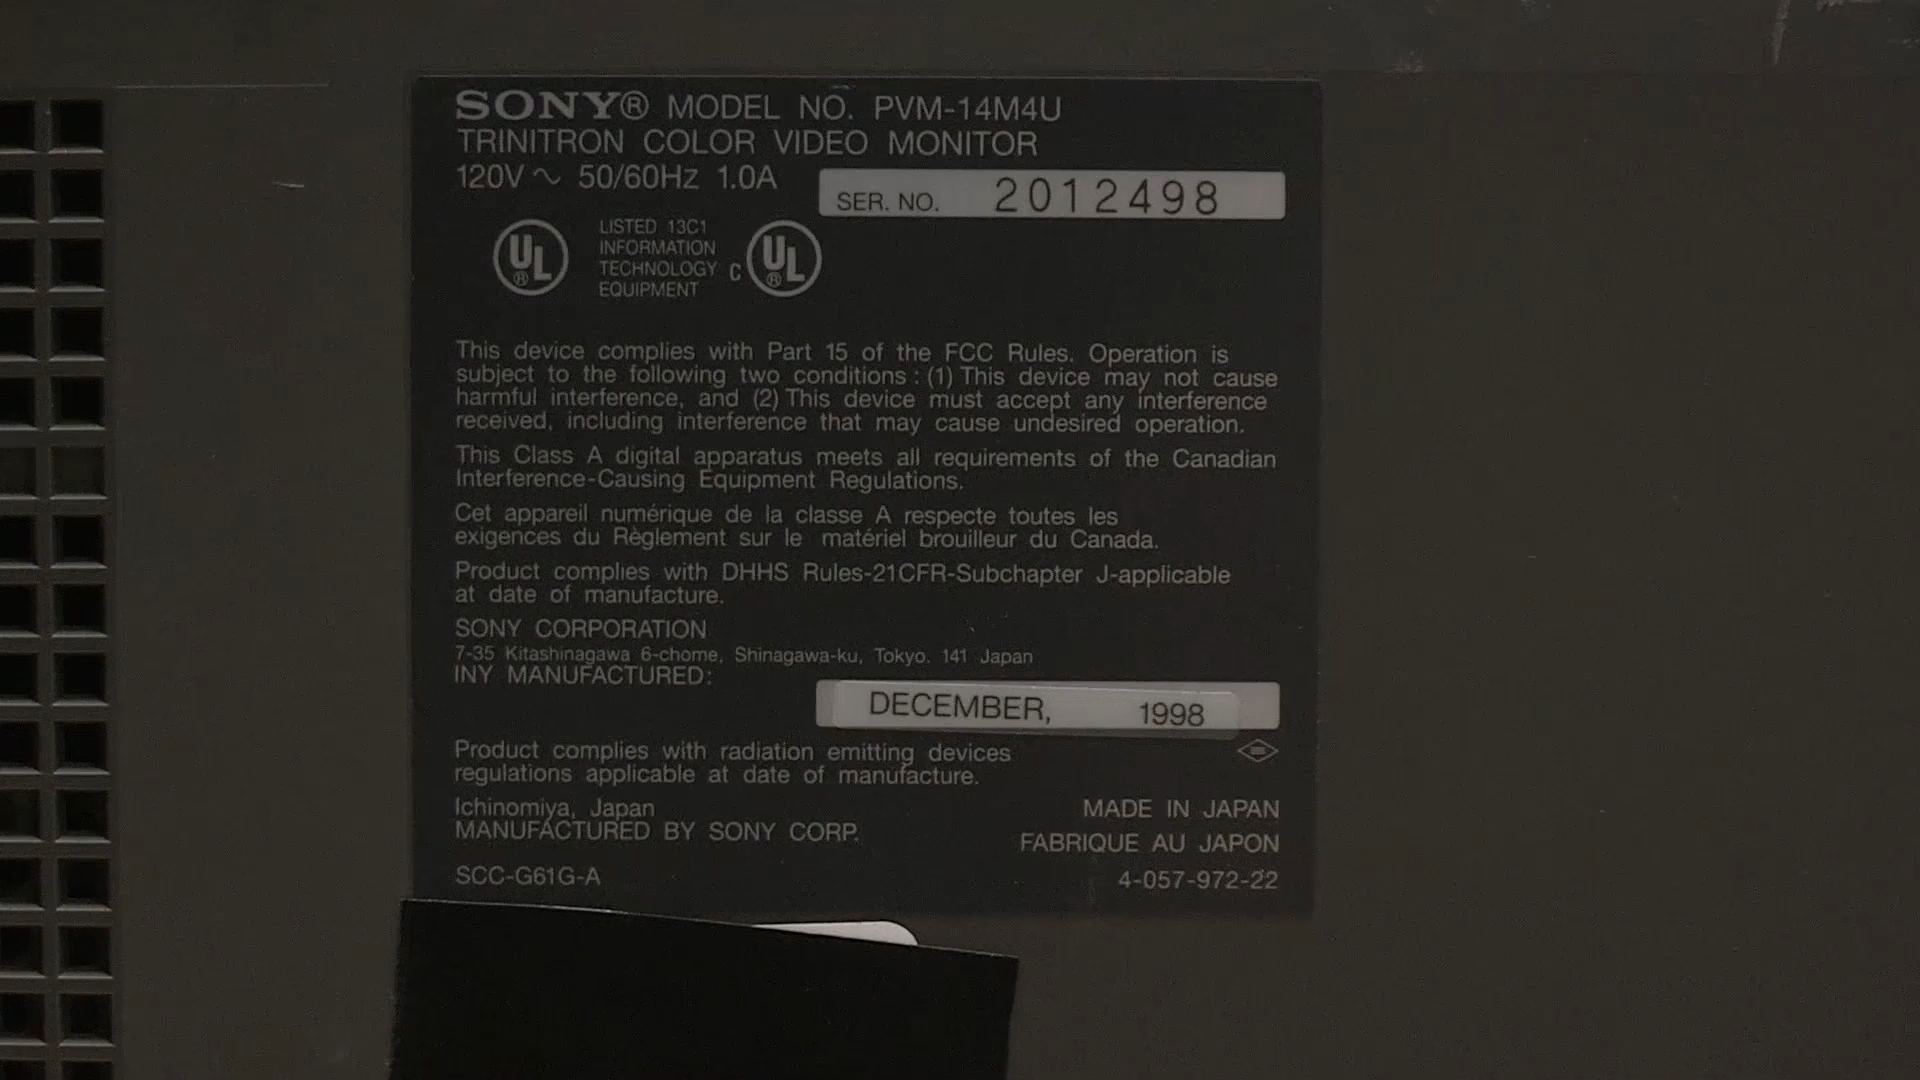 SONY® MODEL NO. PVM-14M4U
TRINITRON COLOR VIDEO MONITOR
120V ~ 50/60Hz 1.0A
SER. NO. 2012498
UL®
LISTED 13C1
INFORMATION
TECHNOLOGY
EQUIPMENT
C UL®
This device complies with Part 15 of the FCC Rules. Operation is
subject to the following two conditions : (1) This device may not cause
harmful interference, and (2) This device must accept any interference
received, including interference that may cause undesired operation.
This Class A digital apparatus meets all requirements of the Canadian
Interference-Causing Equipment Regulations.
Cet appareil numérique de la classe A respecte toutes les
exigences du Règlement sur le matériel brouilleur du Canada.
Product complies with DHHS Rules-21CFR-Subchapter J-applicable
at date of manufacture.
SONY CORPORATION
7-35 Kitashinagawa 6-chome, Shinagawa-ku, Tokyo. 141 Japan
INY MANUFACTURED:
DECEMBER, 1998
Product complies with radiation emitting devices
regulations applicable at date of manufacture.
Ichinomiya, Japan
MANUFACTURED BY SONY CORP.
MADE IN JAPAN
FABRIQUE AU JAPON
SCC-G61G-A
4-057-972-22